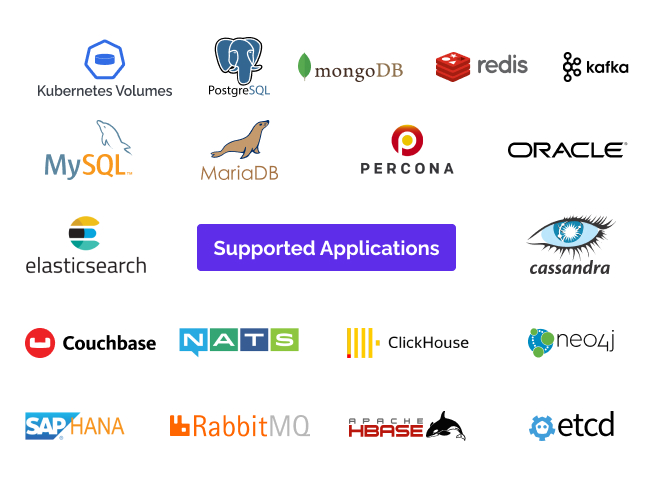 Kubernetes Volumes
PostgreSQL
mongoDB
redis
kafka
MySQL™
MariaDB
PERCONA
ORACLE®
elasticsearch
Supported Applications
cassandra
Couchbase
NATS
ClickHouse
neo4j
SAP® HANA
RabbitMQ
APACHE
HBASE
etcd